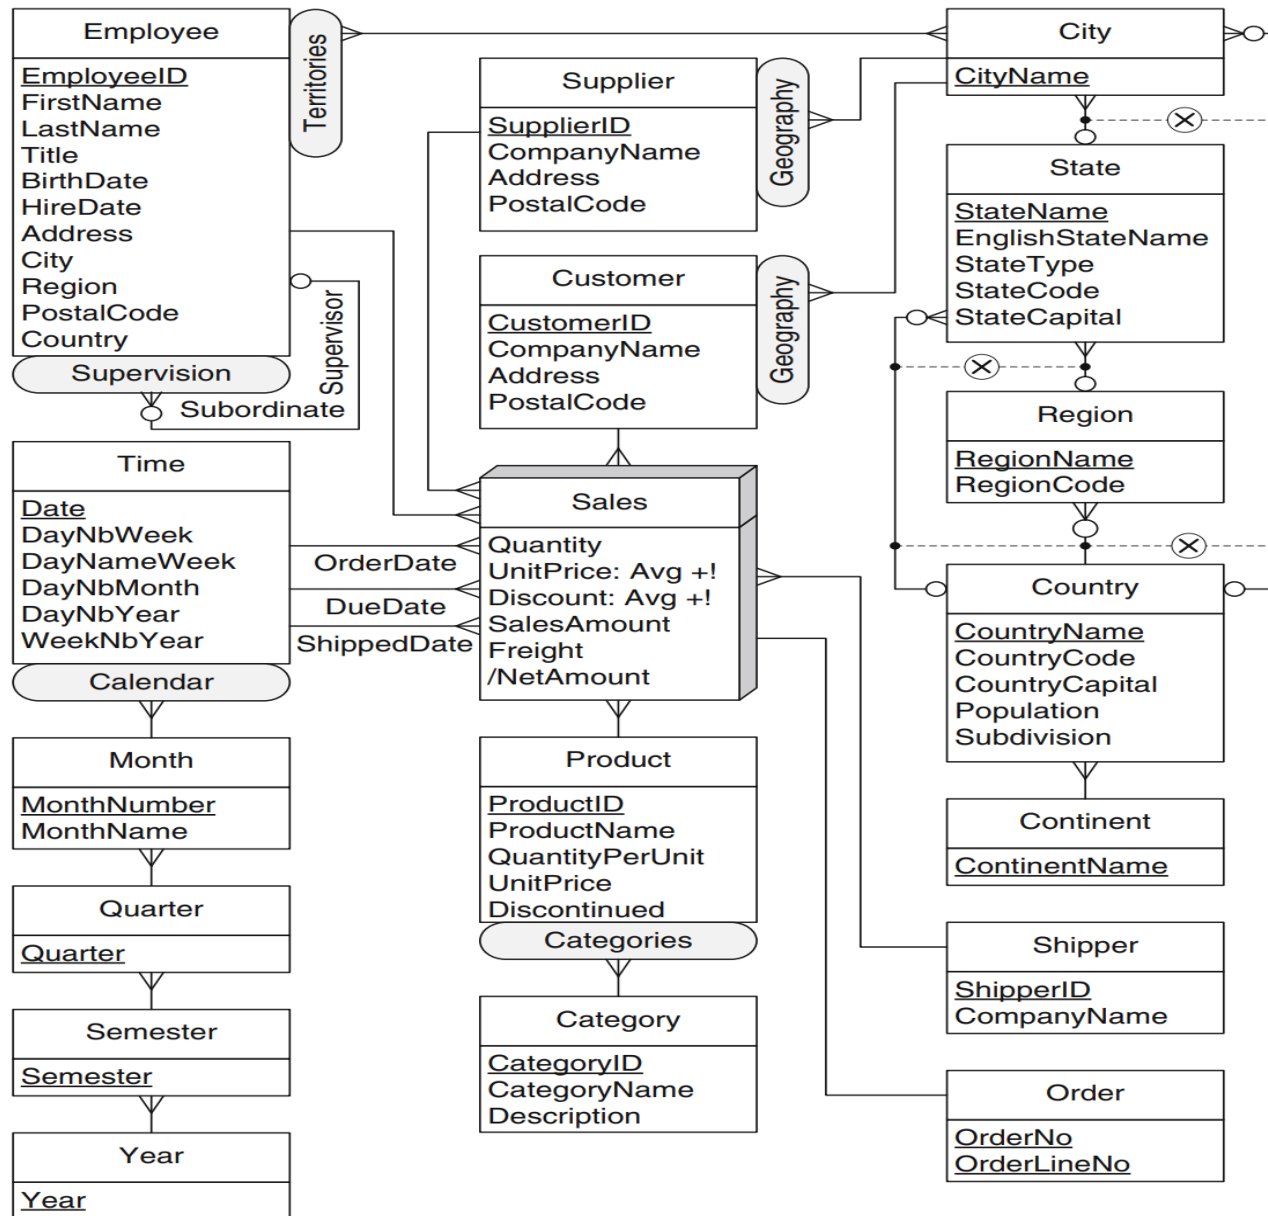 Employee
EmployeeID
FirstName
LastName
Title
BirthDate
HireDate
Address
City
Region
PostalCode
Country
Supervision
Territories
Supervisor
Subordinate
Time
Date
DayNbWeek
DayNameWeek
DayNbMonth
DayNbYear
WeekNbYear
Calendar
Month
MonthNumber
MonthName
Quarter
Quarter
Semester
Semester
Year
Year
OrderDate
DueDate
ShippedDate
Supplier
SupplierID
CompanyName
Address
PostalCode
Geography
Customer
CustomerID
CompanyName
Address
PostalCode
Geography
Sales
Quantity
UnitPrice: Avg +!
Discount: Avg +!
SalesAmount
Freight
/NetAmount
Product
ProductID
ProductName
QuantityPerUnit
UnitPrice
Discontinued
Categories
Category
CategoryID
CategoryName
Description
City
CityName
State
StateName
EnglishStateName
StateType
StateCode
StateCapital
Region
RegionName
RegionCode
Country
CountryName
CountryCode
CountryCapital
Population
Subdivision
Continent
ContinentName
Shipper
ShipperID
CompanyName
Order
OrderNo
OrderLineNo